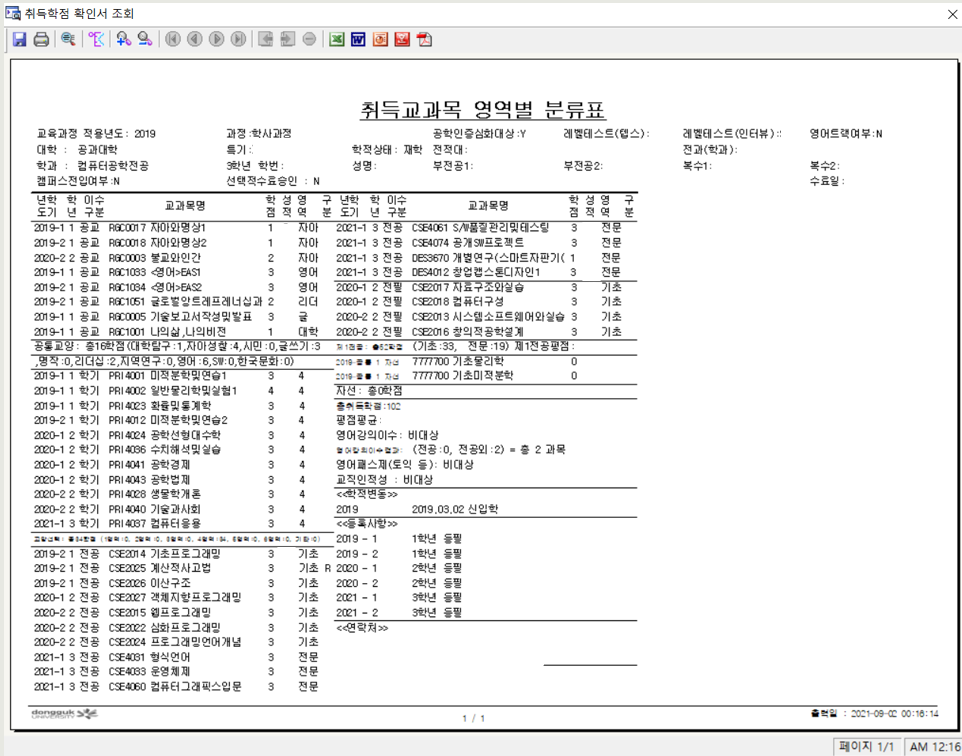 취득학점 확인서 조회
취득교과목 영역별 분류표
교육과정 적용년도: 2019 과정:학사과정 공학인증심화대상:Y 레벨테스트(탭스): 레벨테스트(인터뷰):: 영어트랙여부:N
대학 : 공과대학 특기: 학적상태: 재학 전적대: 전과(학과):
학과 : 컴퓨터공학전공 3학년 학번: 성명: 부전공1: 부전공2: 복수1: 복수2:
캠퍼스전입여부:N 선택적수료승인 : N 수료일:
년학도기 학년 이수구분 교과목명 학점 성적 영역 구분
2019-1 1 공교 RGC0017 자아와명상1 1 자아
2019-2 1 공교 RGC0018 자아와명상2 1 자아
2020-2 2 공교 RGC0003 불교와인간 2 자아
2019-1 1 공교 RGC1033 <영어>EAS1 3 영어
2019-2 1 공교 RGC1034 <영어>EAS2 3 영어
2019-2 1 공교 RGC1051 글로벌앙트레프레너십과 2 리더
2019-1 1 공교 RGC0005 기술보고서작성및발표 3 글
2019-1 1 공교 RGC1001 나의삶,나의비전 1 대학
공통교양: 총16학점(대학탐구:1,자아성찰:4,시민:0,글쓰기:3
,명작:0,리더십:2,지역연구:0,영어:6,SW:0,한국문화:0)
2019-1 1 학기 PRI4001 미적분학및연습1 3 4
2019-1 1 학기 PRI4002 일반물리학및실험1 4 4
2019-1 1 학기 PRI4023 확률및통계학 3 4
2019-2 1 학기 PRI4012 미적분학및연습2 3 4
2020-1 2 학기 PRI4024 공학선형대수학 3 4
2020-1 2 학기 PRI4036 수치해석및실습 3 4
2020-1 2 학기 PRI4041 공학경제 3 4
2020-1 2 학기 PRI4043 공학법제 3 4
2020-2 2 학기 PRI4028 생물학개론 3 4
2020-2 2 학기 PRI4040 기술과사회 3 4
2021-1 3 학기 PRI4037 컴퓨터응용 3 4
2019-2 1 전공 CSE2014 기초프로그래밍 3 기초
2019-2 1 전공 CSE2025 계산적사고법 3 기초 R
2019-2 1 전공 CSE2026 이산구조 3 기초
2020-1 2 전공 CSE2027 객체지향프로그래밍 3 기초
2020-2 2 전공 CSE2015 웹프로그래밍 3 기초
2020-2 2 전공 CSE2022 심화프로그래밍 3 기초
2020-2 2 전공 CSE2024 프로그래밍언어개념 3 기초
2021-1 3 전공 CSE4031 형식언어 3 전문
2021-1 3 전공 CSE4033 운영체제 3 전문
2021-1 3 전공 CSE4060 컴퓨터그래픽스입문 3 전문
년학도기 학년 이수구분 교과목명 학점 성적 영역 구분
2021-1 3 전공 CSE4061 S/W품질관리및테스팅 3 전문
2021-1 3 전공 CSE4074 공개SW프로젝트 3 전문
2021-1 3 전공 DES3670 개별연구(스마트자판기( 1 전문
2021-1 3 전공 DES4012 창업캡스톤디자인1 3 전문
2020-1 2 전필 CSE2017 자료구조와실습 3 기초
2020-1 2 전필 CSE2018 컴퓨터구성 3 기초
2020-2 2 전필 CSE2013 시스템소프트웨어와실습 3 기초
2020-2 2 전필 CSE2016 창의적공학설계 3 기초
제1전공: 총52학점 (기초:33, 전문:19) 제1전공평점:
1 자선 7777700 기초물리학 0
1 자선 7777700 기초미적분학 0
자선: 총0학점
총취득학점:102
평점평균:
영어강의이수: 비대상
(전공:0, 전공외:2) = 총 2 과목
영어패스제(토익 등): 비대상
교직인적성 : 비대상
<<학적변동>>
2019 2019.03.02 신입학
<<등록사항>>
2019 - 1 1학년 등필
2019 - 2 1학년 등필
2020 - 1 2학년 등필
2020 - 2 2학년 등필
2021 - 1 3학년 등필
2021 - 2 3학년 등필
<<연락처>>
dongguk UNIVERSITY
1 / 1
출력일 : 2021-09-02 00:16:14
페이지 1/1
AM 12:16